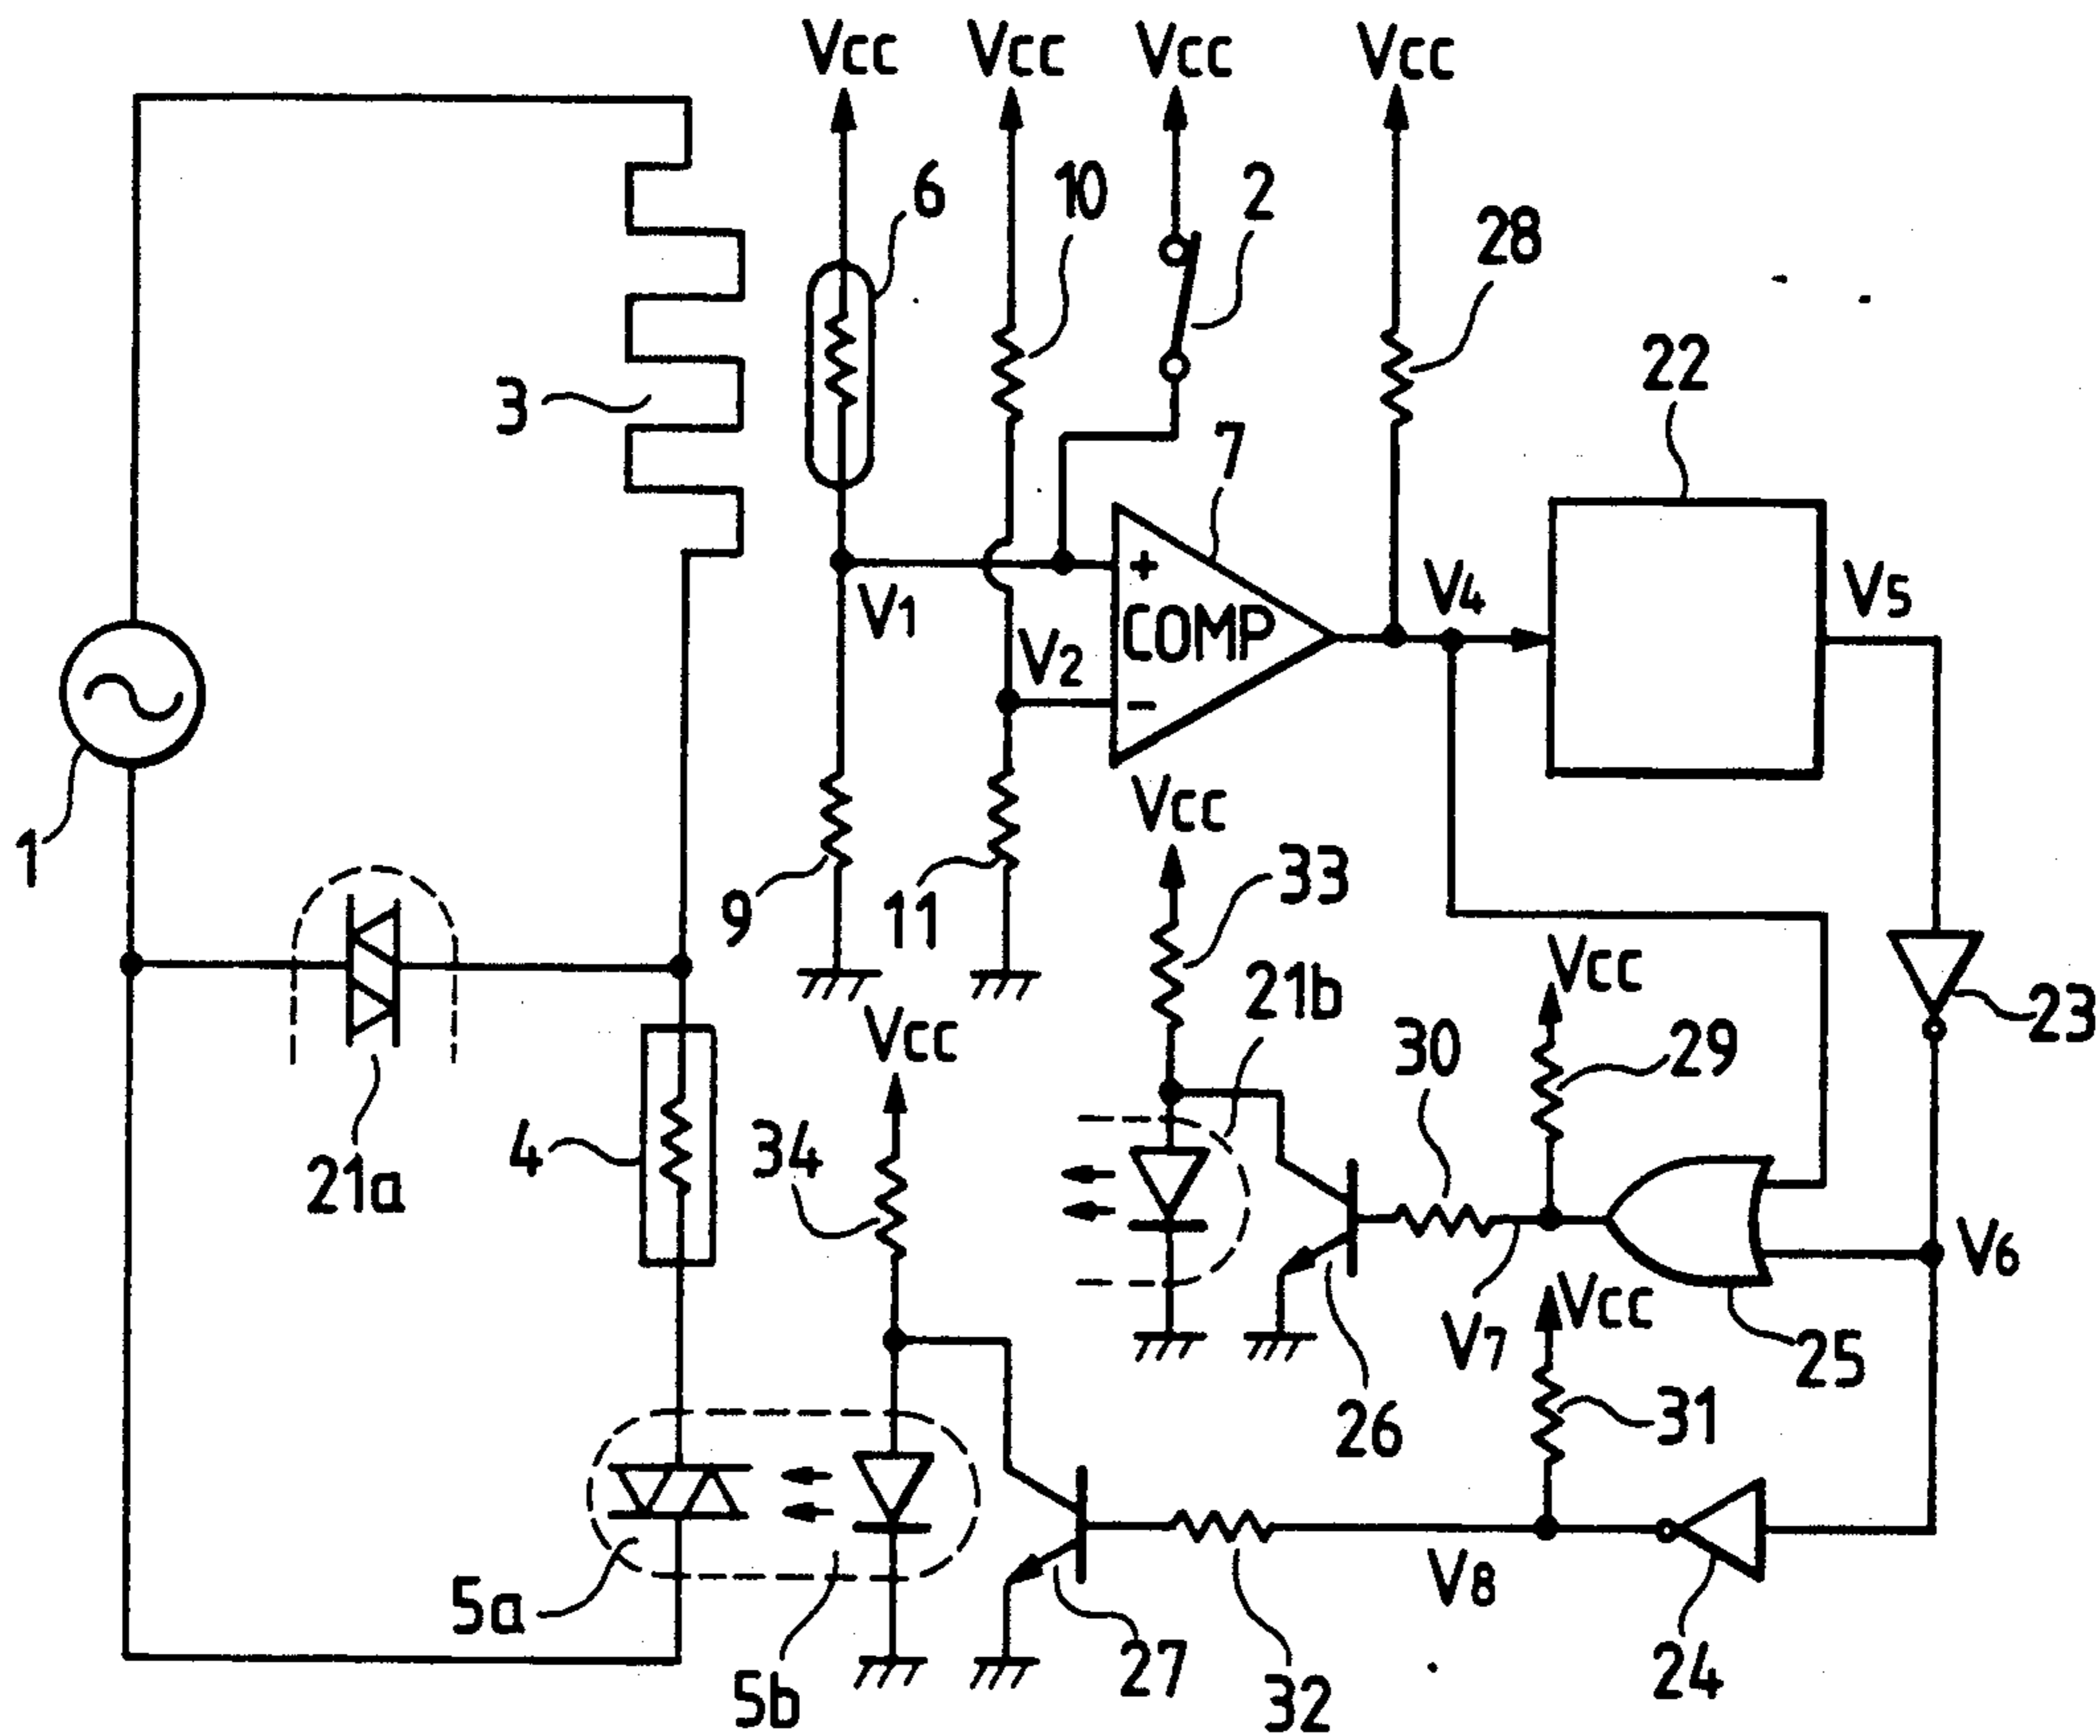 VCC VCC VCC VCC
6 10 2 28
22
3
7
+
V1 COMP V4 V5
V2
-
1
VCC
9 11 33
21b VCC 23
VCC 30 29
4 34
21a
V6
VCC
V7 25
26 31
5a V8
5b 27 32 24